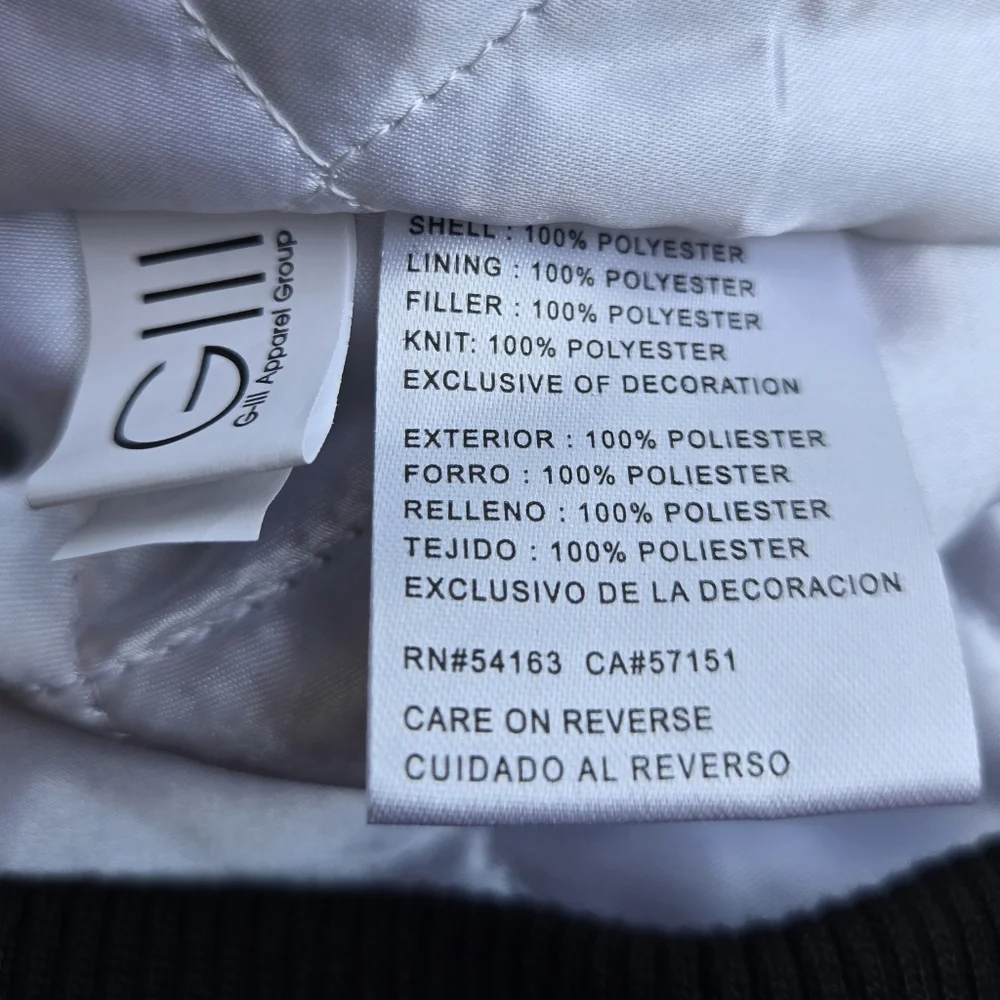 GIII
G-III Apparel Group
SHELL : 100% POLYESTER
LINING : 100% POLYESTER
FILLER : 100% POLYESTER
KNIT: 100% POLYESTER
EXCLUSIVE OF DECORATION
EXTERIOR : 100% POLIESTER
FORRO : 100% POLIESTER
RELLENO : 100% POLIESTER
TEJIDO : 100% POLIESTER
EXCLUSIVO DE LA DECORACION
RN#54163 CA#57151
CARE ON REVERSE
CUIDADO AL REVERSO